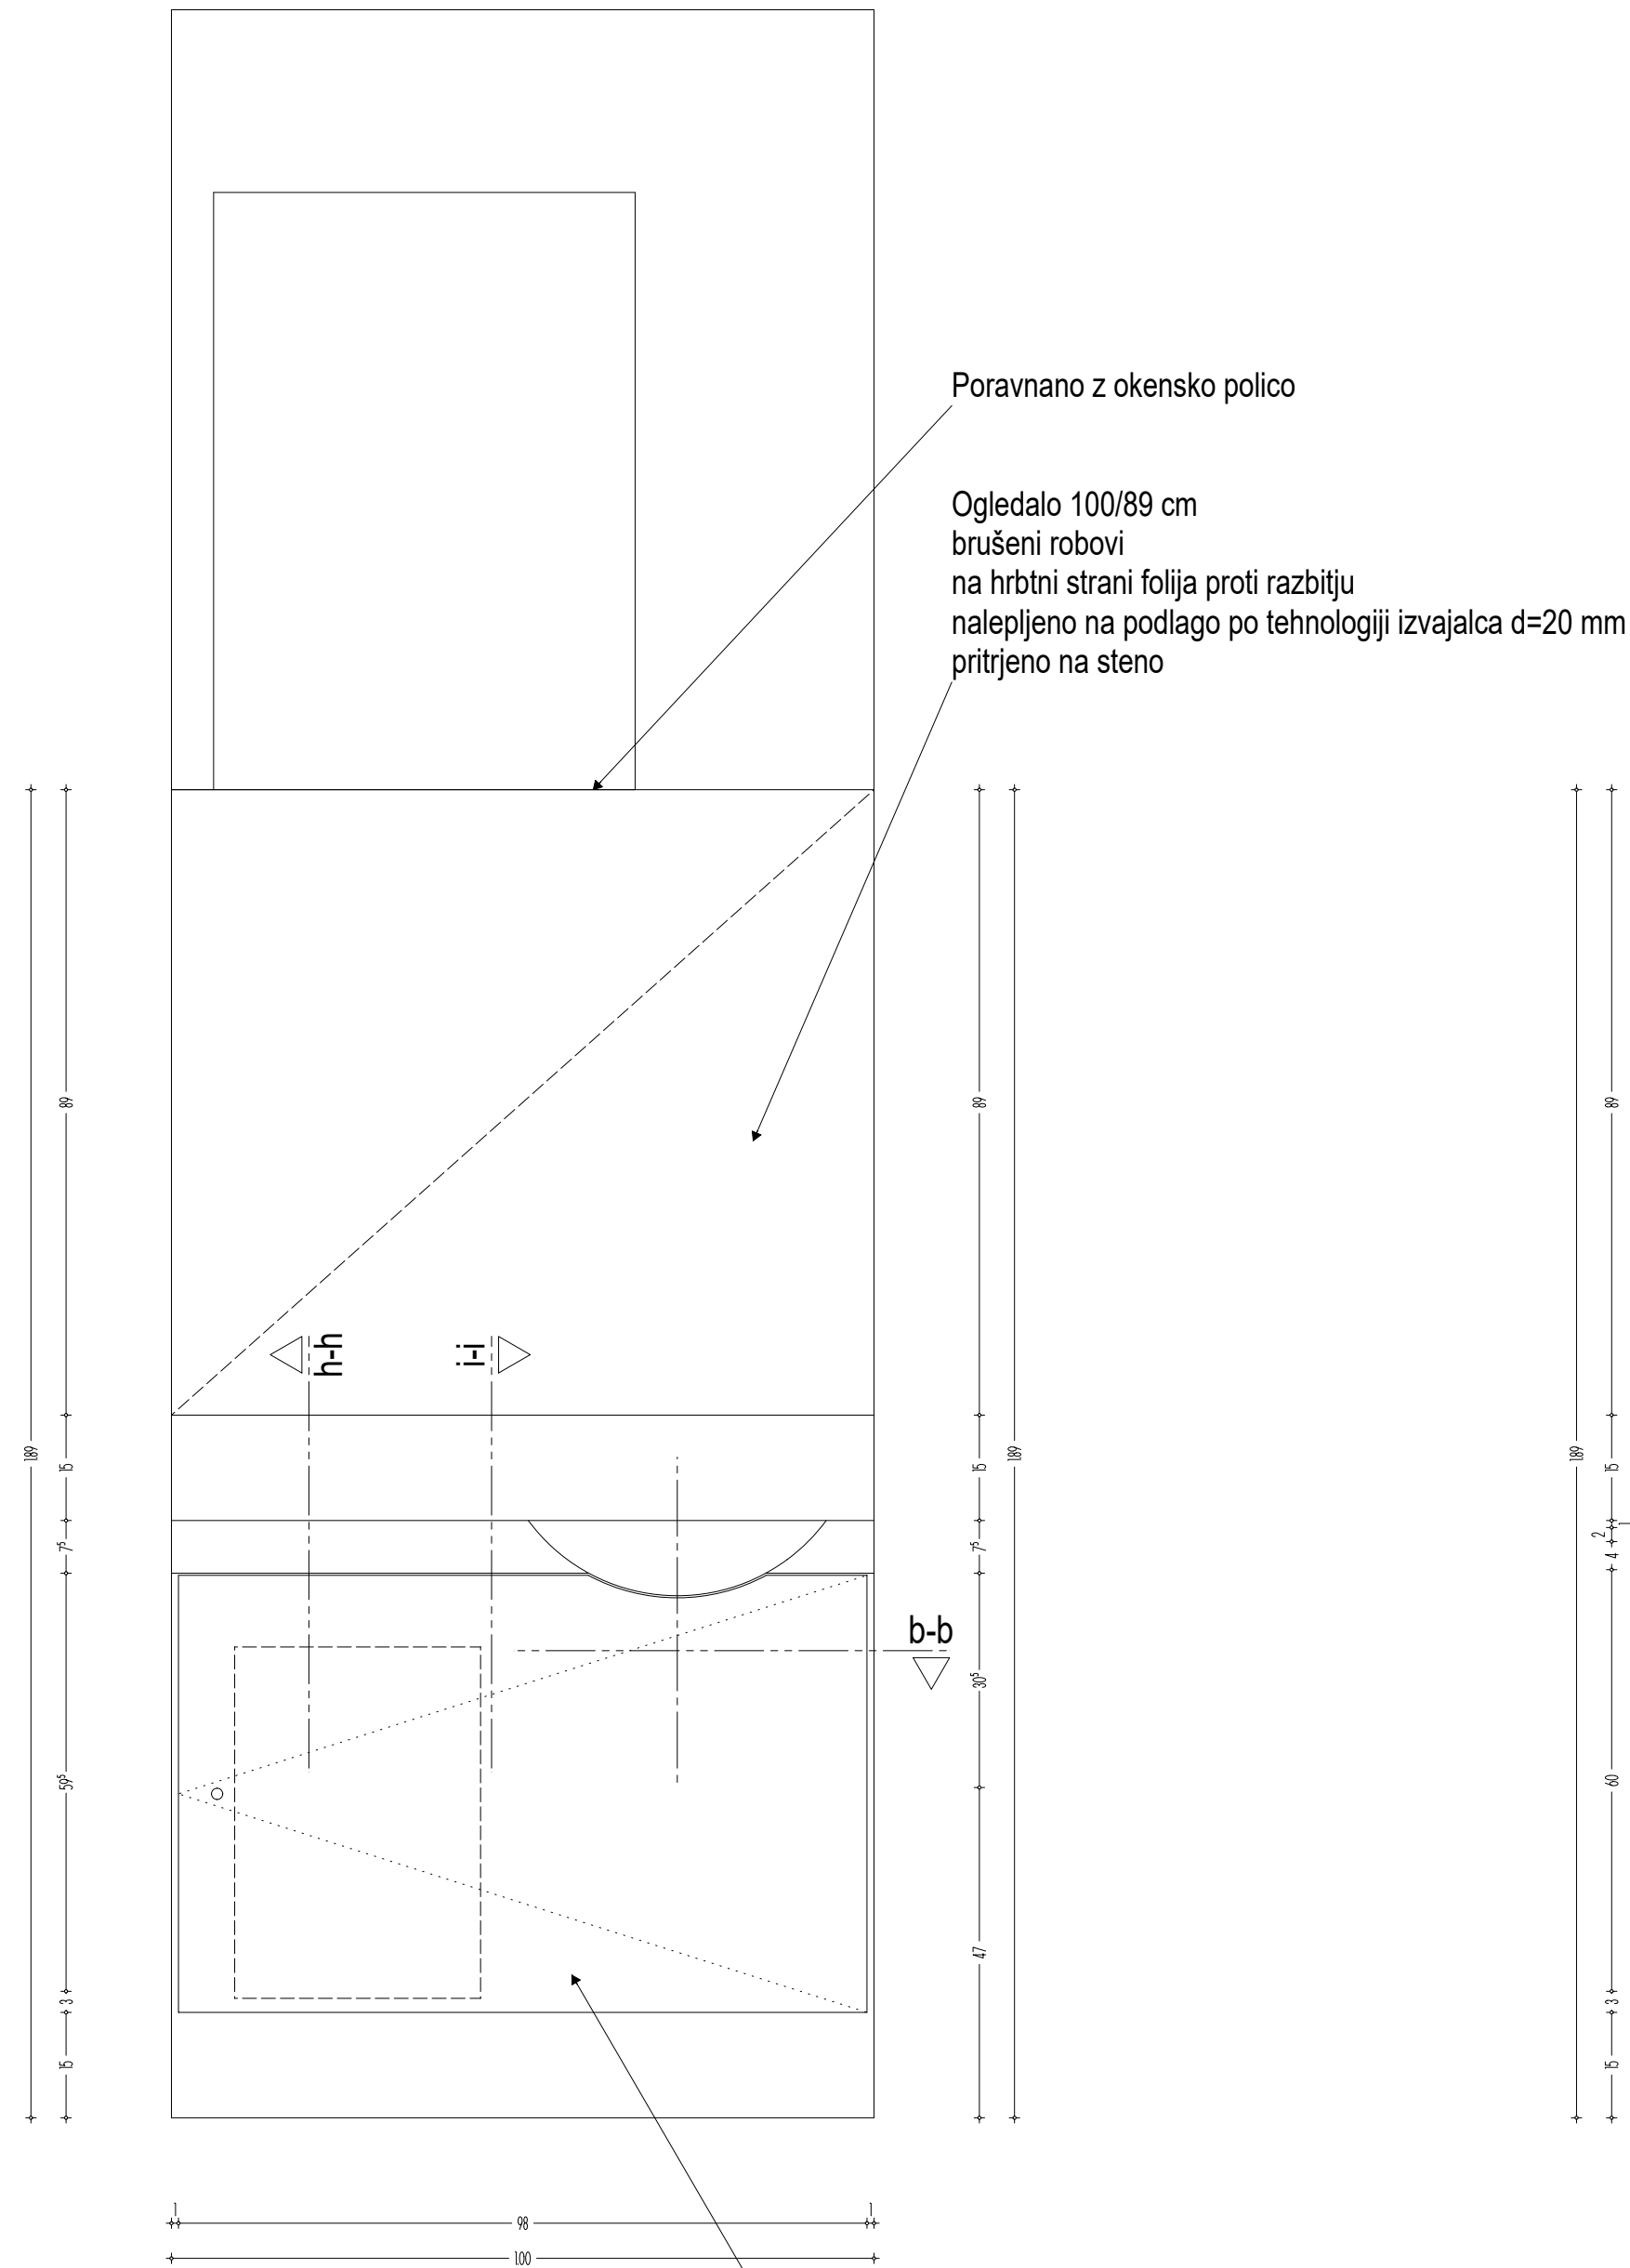 Poravnano z okensko polico
Ogledalo 100/89 cm
brušeni robovi
na hrbtni strani folija proti razbitju
nalepljeno na podlago po tehnologiji izvajalca d=20 mm
pritrjeno na steno
h-h
i-i
b-b
189
89
15
7⁵
59⁵
3
15
89
15
7⁵
30⁵
47
189
189
89
15
1
2
4
60
3
15
1
98
1
1.00